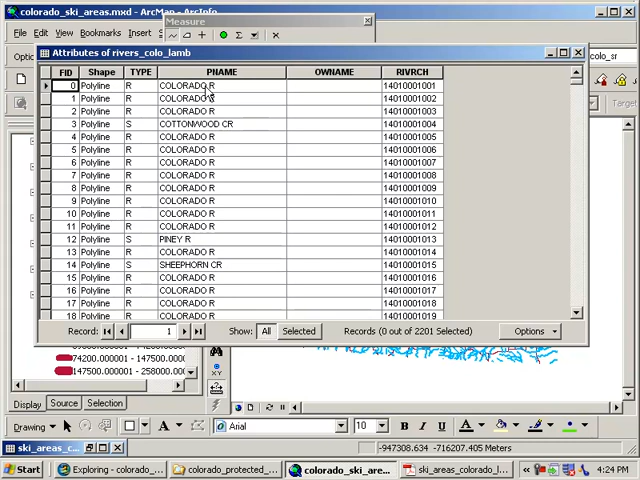 colorado_ski_areas.mxd - ArcMap - ArcInfo
Measure
File Edit View Bookmarks Insert
Attributes of rivers_colo_lamb
colo_sr
FID Shape TYPE PNAME OWNAME RIVRCH
0 Polyline R COLORADO R 14010001001
1 Polyline R COLORADO R 14010001002
2 Polyline R COLORADO R 14010001003
3 Polyline S COTTONWOOD CR 14010001004
4 Polyline R COLORADO R 14010001005
5 Polyline R COLORADO R 14010001006
6 Polyline R COLORADO R 14010001007
7 Polyline R COLORADO R 14010001008
8 Polyline R COLORADO R 14010001009
9 Polyline R COLORADO R 14010001010
10 Polyline R COLORADO R 14010001011
11 Polyline R COLORADO R 14010001012
12 Polyline S PINEY R 14010001013
13 Polyline R COLORADO R 14010001014
14 Polyline S SHEEPHORN CR 14010001015
15 Polyline R COLORADO R 14010001016
16 Polyline R COLORADO R 14010001017
17 Polyline R COLORADO R 14010001018
18 Polyline R COLORADO R 14010001019
Record: 1 Show: All Selected Records (0 out of 2201 Selected) Options
74200.000001 - 147500.000
147500.000001 - 258000.000
Display Source Selection
Drawing A Arial 10 B I U A
ski_areas_c...
-947308.634 -716207.405 Meters
Start Exploring - colorado_... colorado_protected_... colorado_ski_are... ski_areas_colorado_l... 4:24 PM